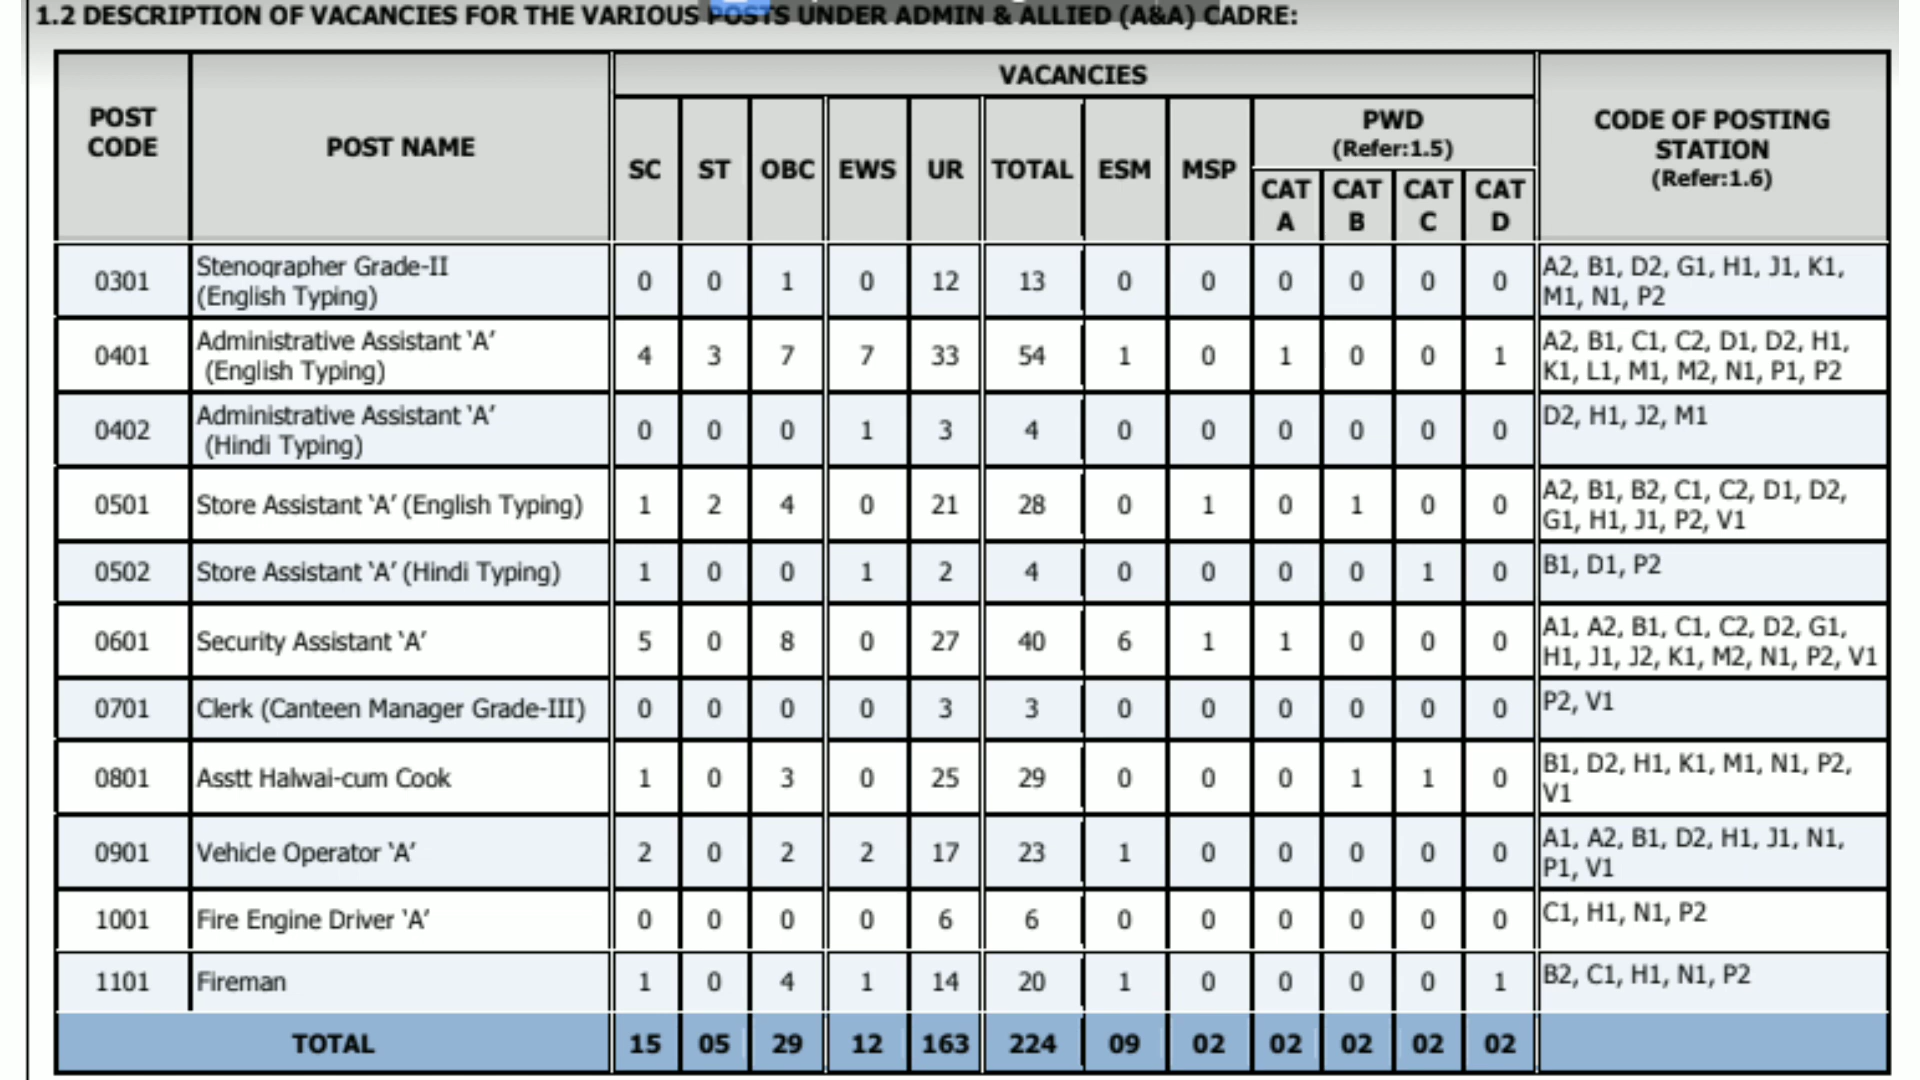 1.2 DESCRIPTION OF VACANCIES FOR THE VARIOUS POSTS UNDER ADMIN & ALLIED (A&A) CADRE:
POST CODE POST NAME VACANCIES CODE OF POSTING STATION (Refer:1.6)
SC ST OBC EWS UR TOTAL ESM MSP PWD (Refer:1.5)
CAT A CAT B CAT C CAT D
0301 Stenographer Grade-II (English Typing) 0 0 1 0 12 13 0 0 0 0 0 0 A2, B1, D2, G1, H1, J1, K1, M1, N1, P2
0401 Administrative Assistant ‘A’ (English Typing) 4 3 7 7 33 54 1 0 1 0 0 1 A2, B1, C1, C2, D1, D2, H1, K1, L1, M1, M2, N1, P1, P2
0402 Administrative Assistant ‘A’ (Hindi Typing) 0 0 0 1 3 4 0 0 0 0 0 0 D2, H1, J2, M1
0501 Store Assistant ‘A’ (English Typing) 1 2 4 0 21 28 0 1 0 1 0 0 A2, B1, B2, C1, C2, D1, D2, G1, H1, J1, P2, V1
0502 Store Assistant ‘A’ (Hindi Typing) 1 0 0 1 2 4 0 0 0 0 1 0 B1, D1, P2
0601 Security Assistant ‘A’ 5 0 8 0 27 40 6 1 1 0 0 0 A1, A2, B1, C1, C2, D2, G1, H1, J1, J2, K1, M2, N1, P2, V1
0701 Clerk (Canteen Manager Grade-III) 0 0 0 0 3 3 0 0 0 0 0 0 P2, V1
0801 Asstt Halwai-cum Cook 1 0 3 0 25 29 0 0 0 1 1 0 B1, D2, H1, K1, M1, N1, P2, V1
0901 Vehicle Operator ‘A’ 2 0 2 2 17 23 1 0 0 0 0 0 A1, A2, B1, D2, H1, J1, N1, P1, V1
1001 Fire Engine Driver ‘A’ 0 0 0 0 6 6 0 0 0 0 0 0 C1, H1, N1, P2
1101 Fireman 1 0 4 1 14 20 1 0 0 0 0 1 B2, C1, H1, N1, P2
TOTAL 15 05 29 12 163 224 09 02 02 02 02 02